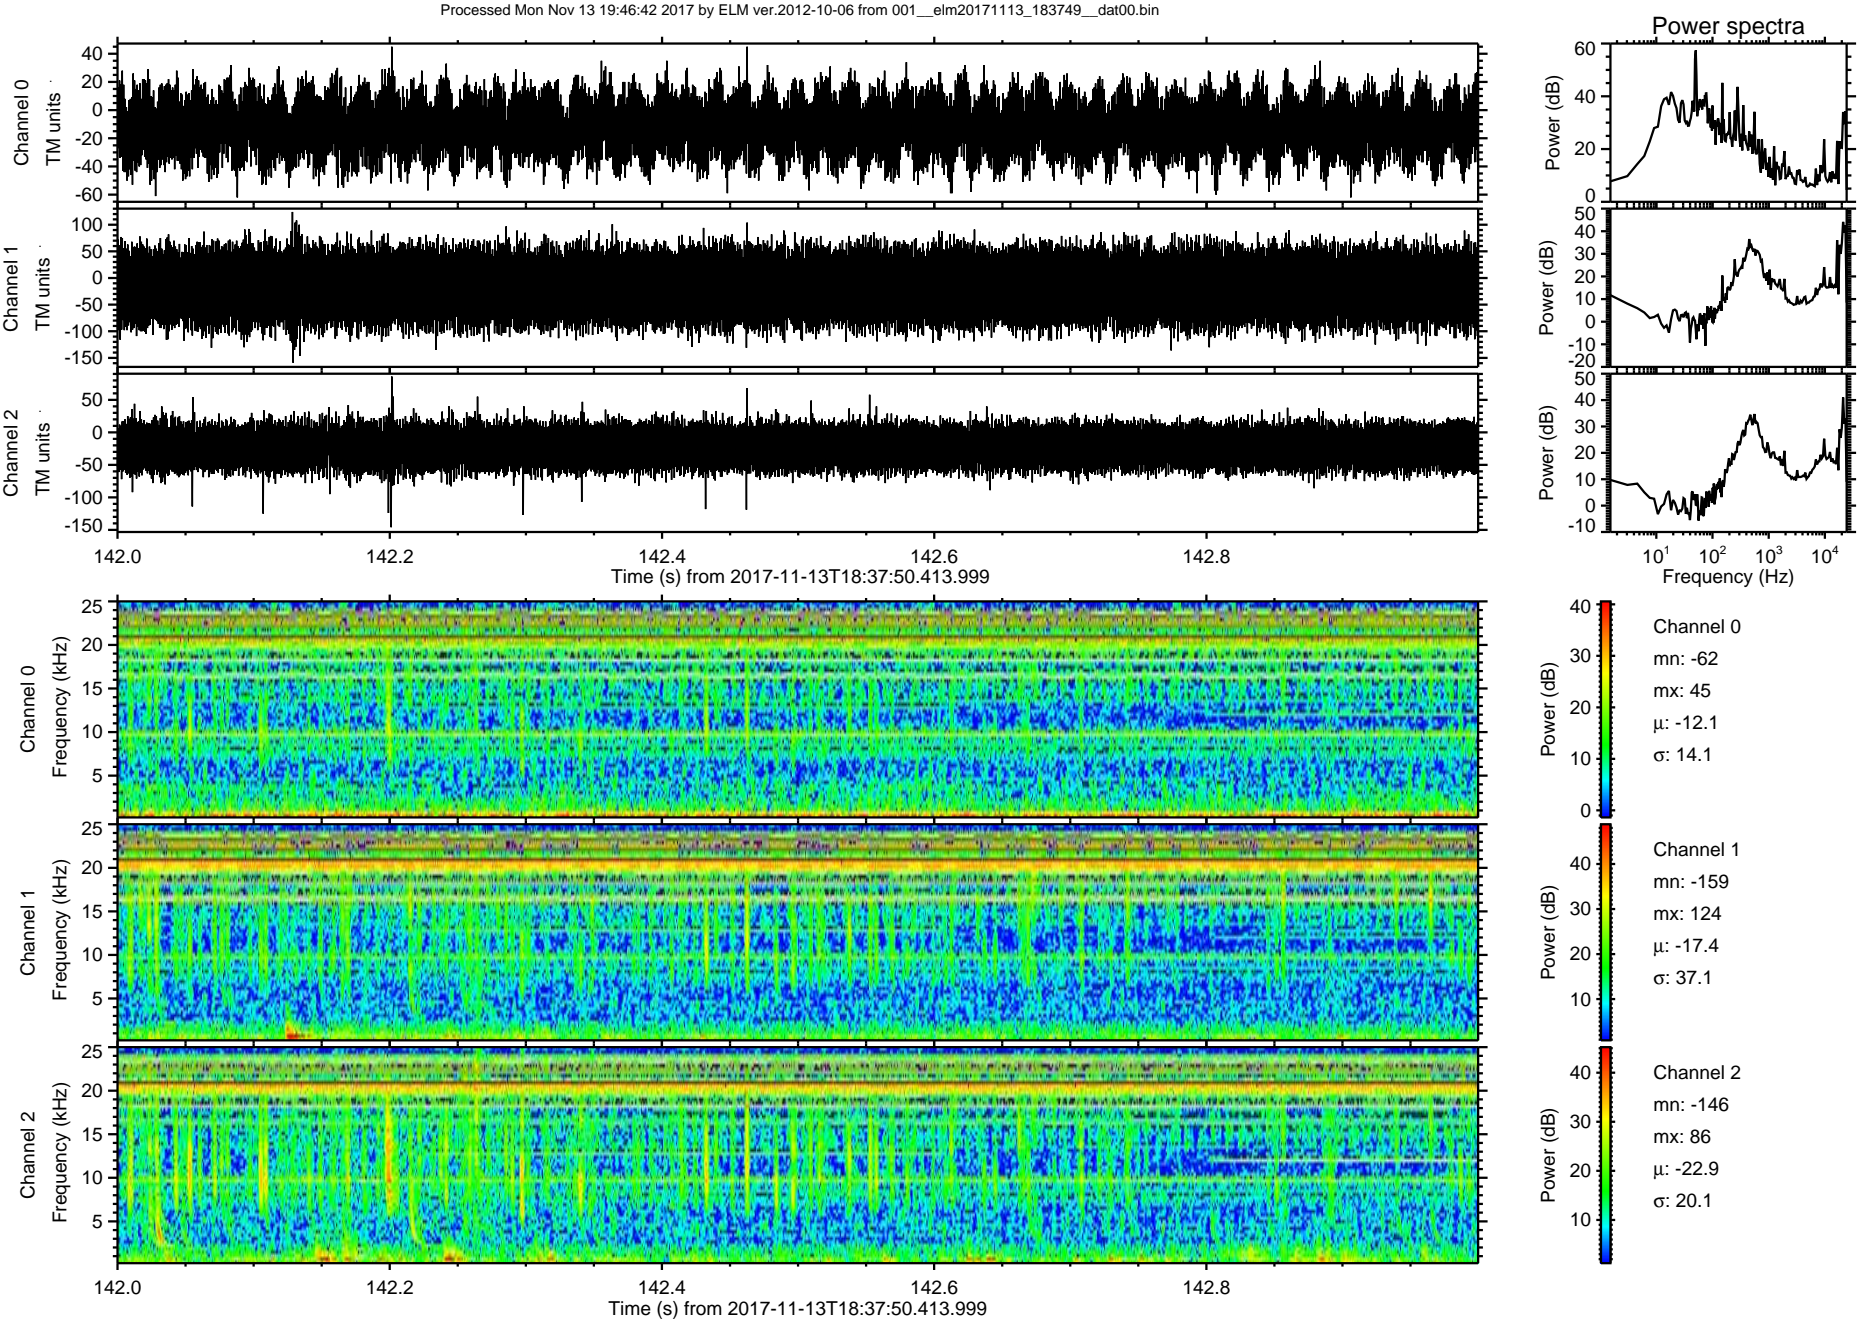 Processed Mon Nov 13 19:46:42 2017 by ELM ver.2012-10-06 from 001__elm20171113_183749__dat00.bin
Power spectra
Channel 0
TM units
40
20
0
-20
-40
-60
Power (dB)
60
40
20
0
Channel 1
TM units
100
50
0
-50
-100
-150
Power (dB)
50
40
30
20
10
0
-10
-20
Channel 2
TM units
50
0
-50
-100
-150
Power (dB)
50
40
30
20
10
0
-10
142.0 142.2 142.4 142.6 142.8
Time (s) from 2017-11-13T18:37:50.413.999
10^1 10^2 10^3 10^4
Frequency (Hz)
Channel 0
Frequency (kHz)
25
20
15
10
5
Power (dB)
40
30
20
10
0
Channel 0
mn: -62
mx: 45
μ: -12.1
σ: 14.1
Channel 1
Frequency (kHz)
25
20
15
10
5
Power (dB)
40
30
20
10
Channel 1
mn: -159
mx: 124
μ: -17.4
σ: 37.1
Channel 2
Frequency (kHz)
25
20
15
10
5
Power (dB)
40
30
20
10
Channel 2
mn: -146
mx: 86
μ: -22.9
σ: 20.1
142.0 142.2 142.4 142.6 142.8
Time (s) from 2017-11-13T18:37:50.413.999